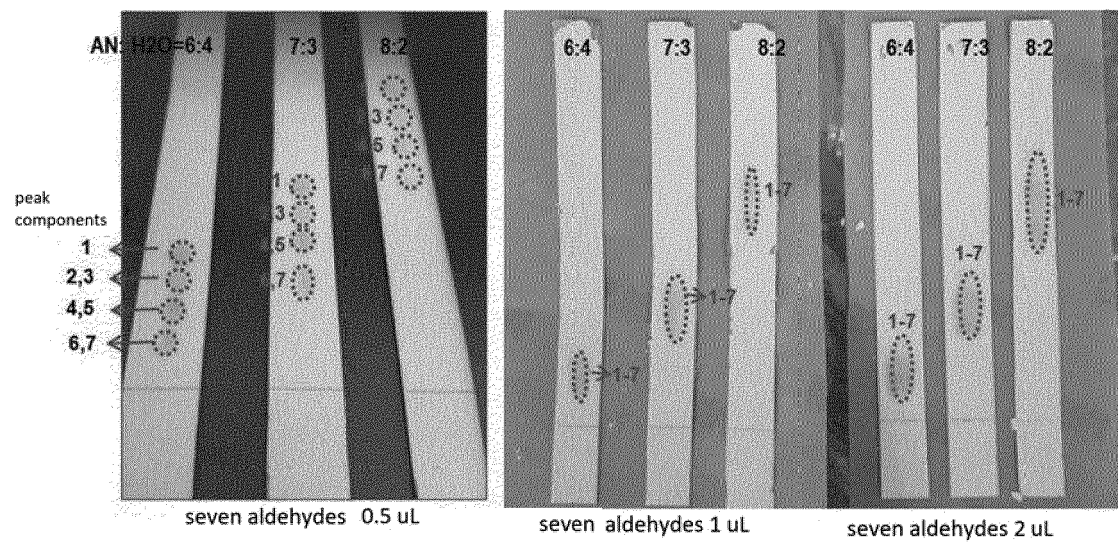 AN: H2O=6:4 7:3 8:2
6:4 7:3 8:2
6:4 7:3 8:2
peak
components
1
2,3
4,5
6,7
1
,3
,5
,7
3
5
7
1-7
1-7
1-7
1-7
1-7
1-7
seven aldehydes 0.5 uL
seven aldehydes 1 uL
seven aldehydes 2 uL